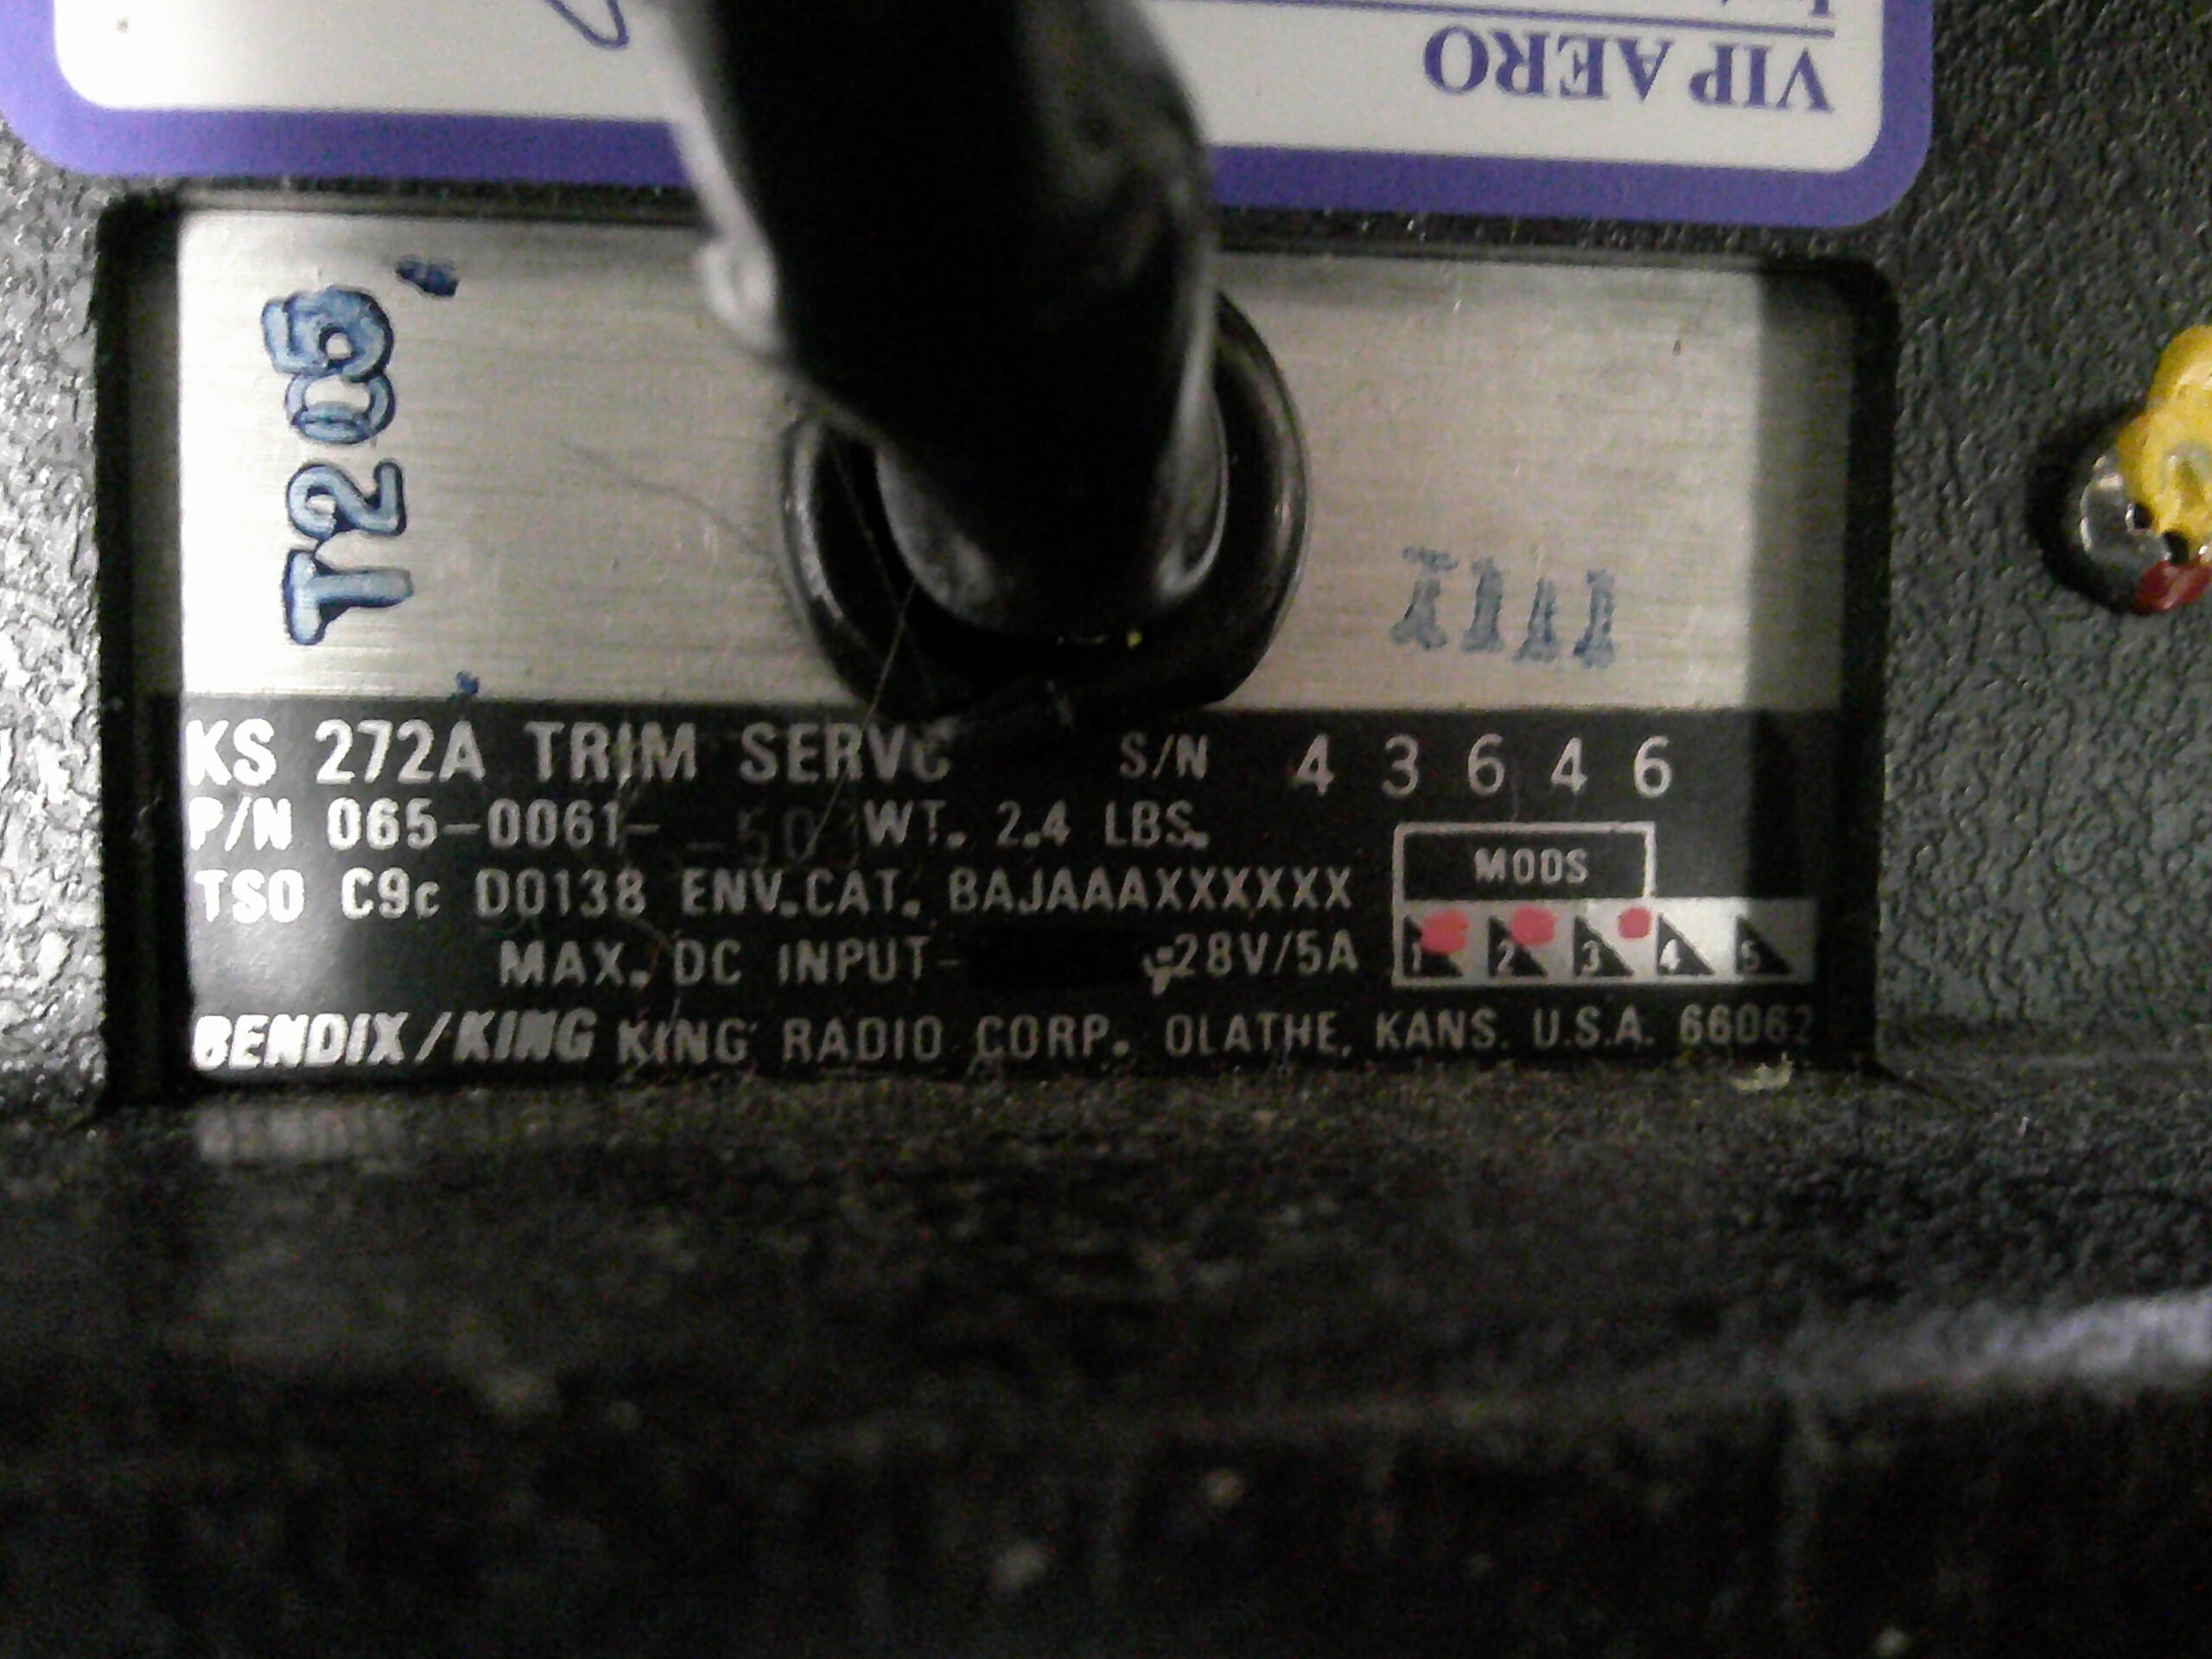 VIP AERO
T205
KS 272A TRIM SERVO S/N 43646
P/N 065-0061- -50 WT. 2.4 LBS.
TSO C9c D0138 ENV.CAT. BAJAAAXXXXXX
MODS
MAX. DC INPUT- 28V/5A
1 2 3 4 5
BENDIX/KING KING RADIO CORP. OLATHE, KANS. U.S.A. 66062